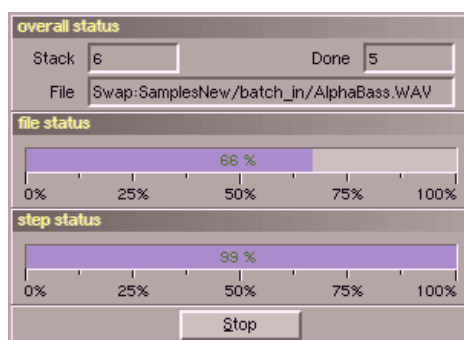 overall status
Stack 6 Done 5
File Swap:SamplesNew/batch_in/AlphaBass.WAV
file status
66 %
0% 25% 50% 75% 100%
step status
99 %
0% 25% 50% 75% 100%
Stop